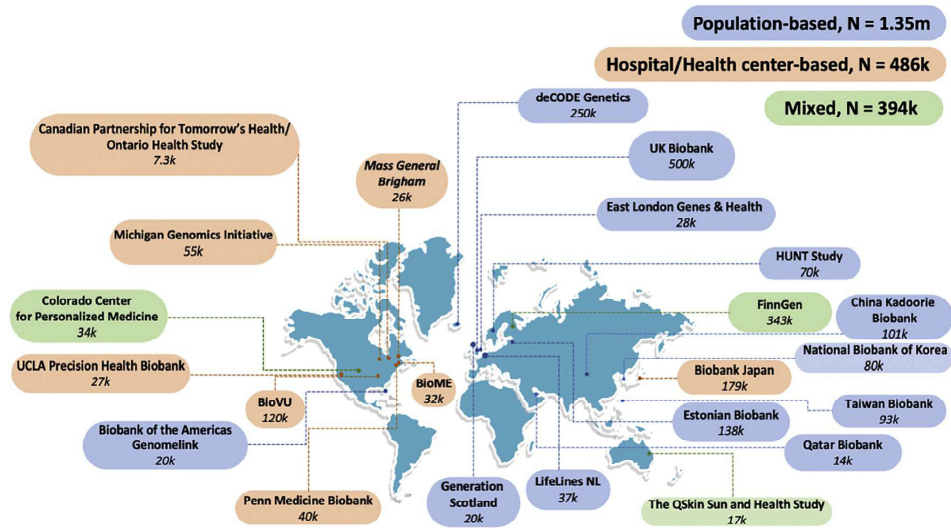 Population-based, N = 1.35m
Hospital/Health center-based, N = 486k
Mixed, N = 394k
deCODE Genetics
250k
Canadian Partnership for Tomorrow's Health/
Ontario Health Study
7.3k
UK Biobank
500k
Mass General
Brigham
26k
East London Genes & Health
28k
Michigan Genomics Initiative
55k
HUNT Study
70k
Colorado Center
for Personalized Medicine
34k
FinnGen
343k
China Kadoorie
Biobank
101k
UCLA Precision Health Biobank
27k
National Biobank of Korea
80k
Biobank Japan
179k
BioVU
120k
BioME
32k
Taiwan Biobank
93k
Estonian Biobank
138k
Biobank of the Americas
Genomelink
20k
Qatar Biobank
14k
Penn Medicine Biobank
40k
Generation
Scotland
20k
LifeLines NL
37k
The QSkin Sun and Health Study
17k